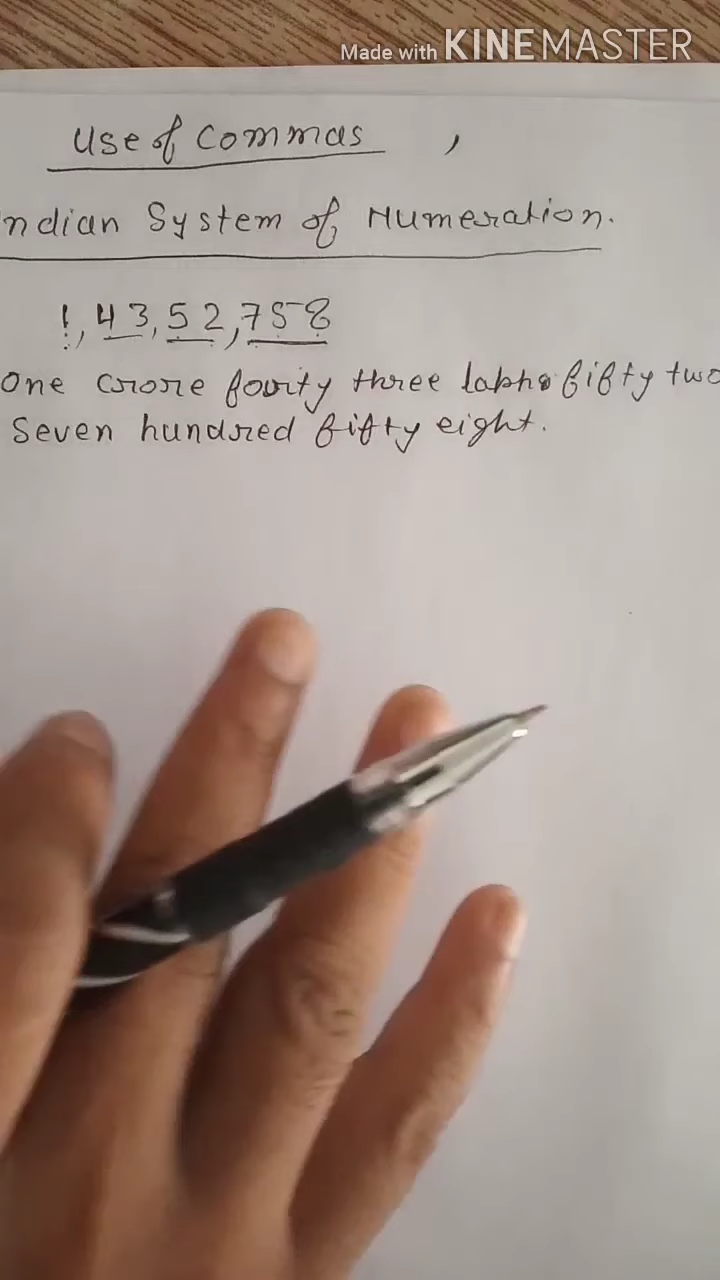 Made with KINEMASTER
Use of Commas ,
ndian System of Numeration.
1,43,52,758
One crore fourty three lakhs fifty two
Seven hundred fifty eight.